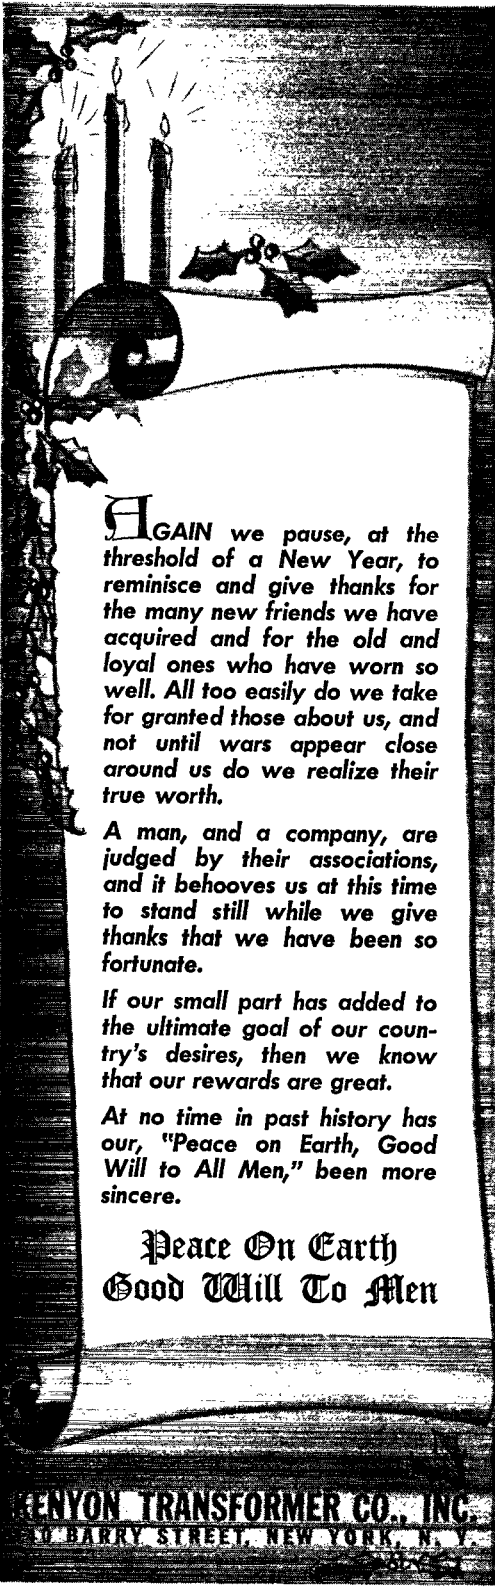 AGAIN we pause, at the
threshold of a New Year, to
reminisce and give thanks for
the many new friends we have
acquired and for the old and
loyal ones who have worn so
well. All too easily do we take
for granted those about us, and
not until wars appear close
around us do we realize their
true worth.
A man, and a company, are
judged by their associations,
and it behooves us at this time
to stand still while we give
thanks that we have been so
fortunate.
If our small part has added to
the ultimate goal of our coun-
try's desires, then we know
that our rewards are great.
At no time in past history has
our, "Peace on Earth, Good
Will to All Men," been more
sincere.
Peace On Earth
Good Will To Men
KENYON TRANSFORMER CO., INC.
BARRY STREET, NEW YORK, N. Y.